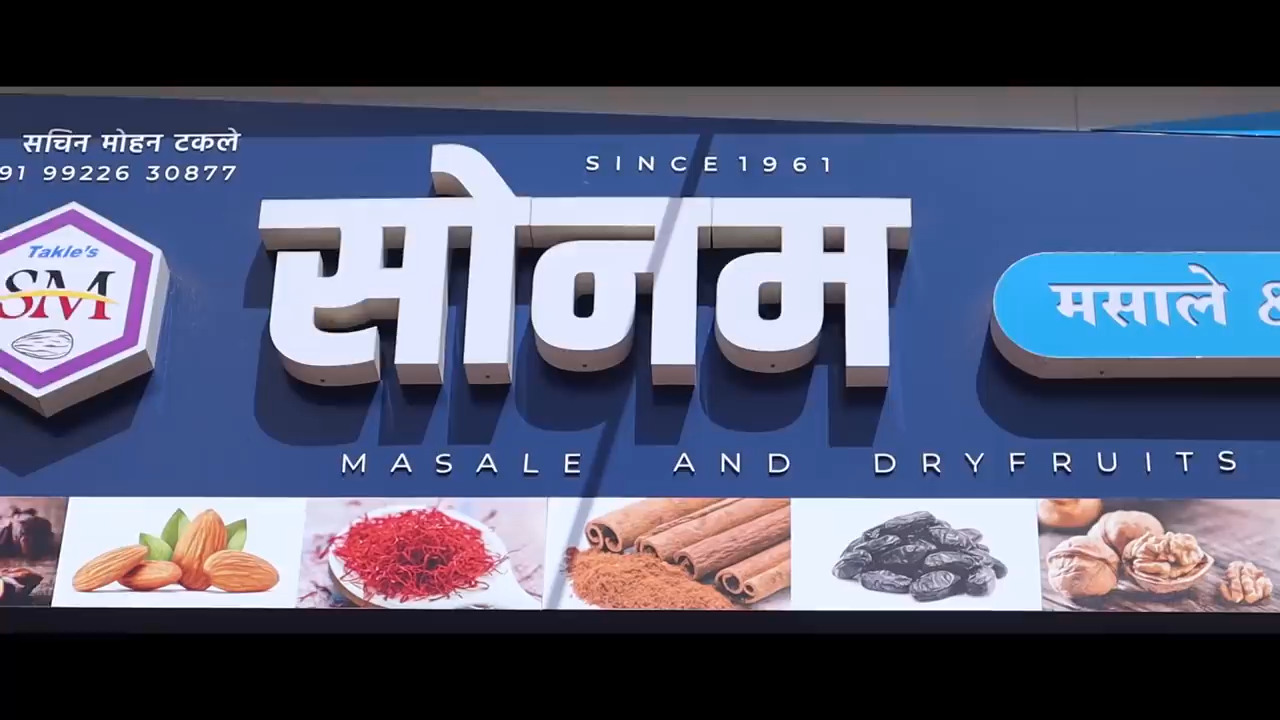 सचिन मोहन टकले
91 99226 30877
SINCE 1961
Takle's
SM
सोनम
मसाले &
MASALE AND DRYFRUITS